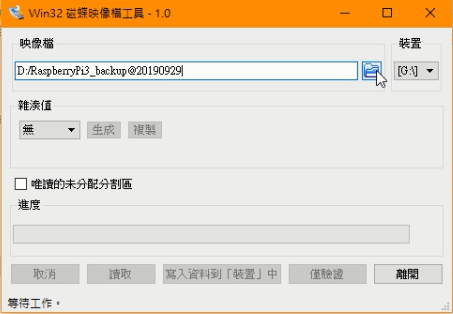 Win32 磁碟映像檔工具 - 1.0
映像檔
裝置
D:/RaspberryPi3_backup@20190929
[G:\]
雜湊值
無
生成
複製
唯讀的未分配分割區
進度
取消
讀取
寫入資料到「裝置」中
僅驗證
離開
等待工作。